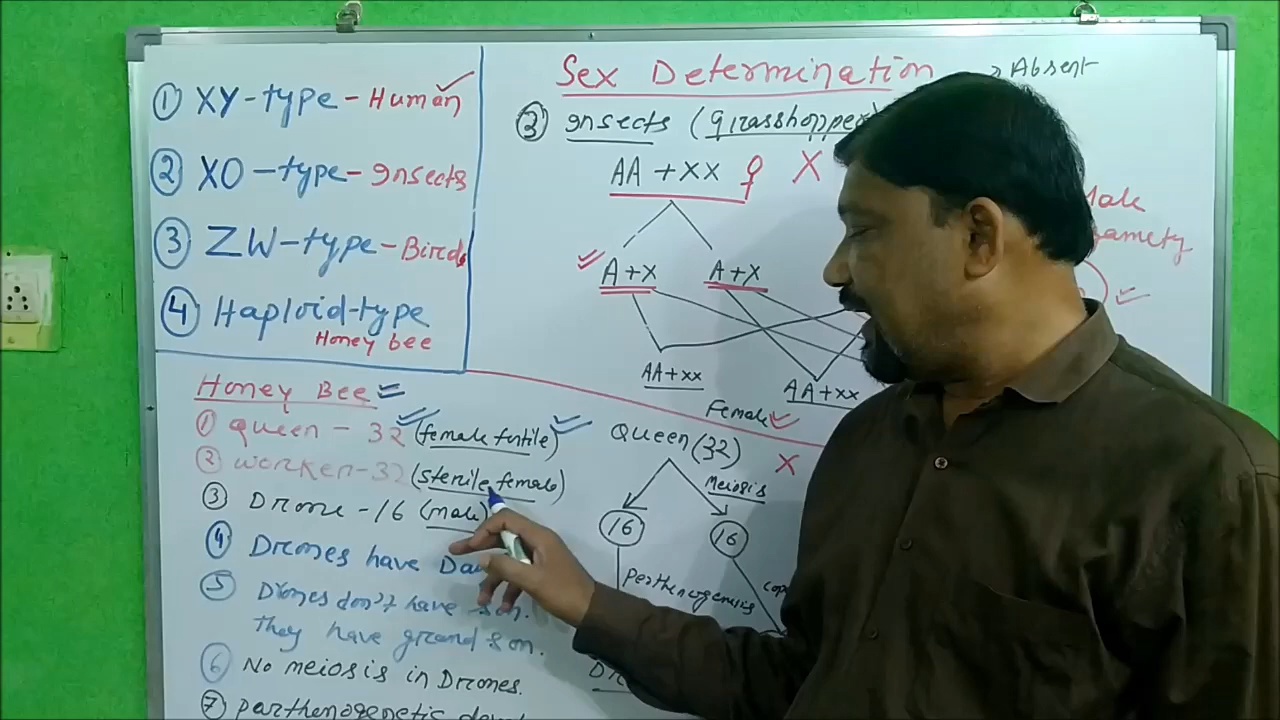 ① XY-type-Human
② XO-type-Insects
③ ZW-type-Birds
④ Haploid-type
Honey bee
Sex Determination
Absent
② Insects (Grasshopper)
AA + XX ♀ X
A+X A+X
AA+XX
AA+XX
Female
Male
gamety
Honey Bee
① Queen - 32 (female fertile)
② Worker-32 (sterile female)
③ Drone -16 (male)
④ Drones have
⑤ Drones don't have son.
They have grand son.
⑥ No meiosis in Drones.
⑦ parthenogenetic
Queen (32) X
Meiosis
16 16
Parthenogenesis